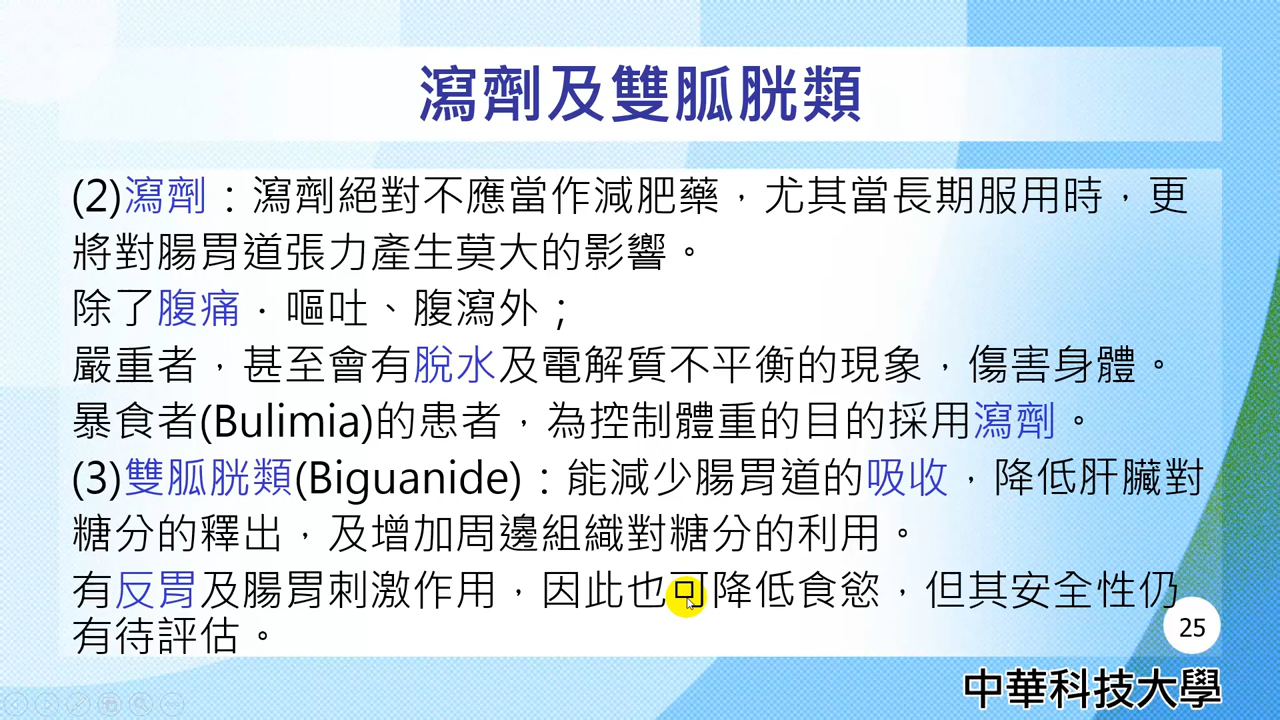 瀉劑及雙胍胱類
(2)瀉劑：瀉劑絕對不應當作減肥藥，尤其當長期服用時，更
將對腸胃道張力產生莫大的影響。
除了腹痛．嘔吐、腹瀉外；
嚴重者，甚至會有脫水及電解質不平衡的現象，傷害身體。
暴食者(Bulimia)的患者，為控制體重的目的採用瀉劑。
(3)雙胍胱類(Biguanide)：能減少腸胃道的吸收，降低肝臟對
糖分的釋出，及增加周邊組織對糖分的利用。
有反胃及腸胃刺激作用，因此也可降低食慾，但其安全性仍
有待評估。
25
中華科技大學